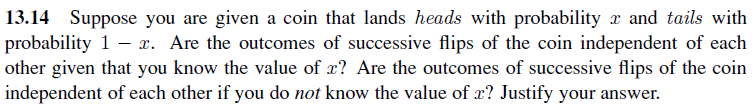 13.14 Suppose you are given a coin that lands heads with probability x and tails with
probability 1 − x. Are the outcomes of successive flips of the coin independent of each
other given that you know the value of x? Are the outcomes of successive flips of the coin
independent of each other if you do not know the value of x? Justify your answer.